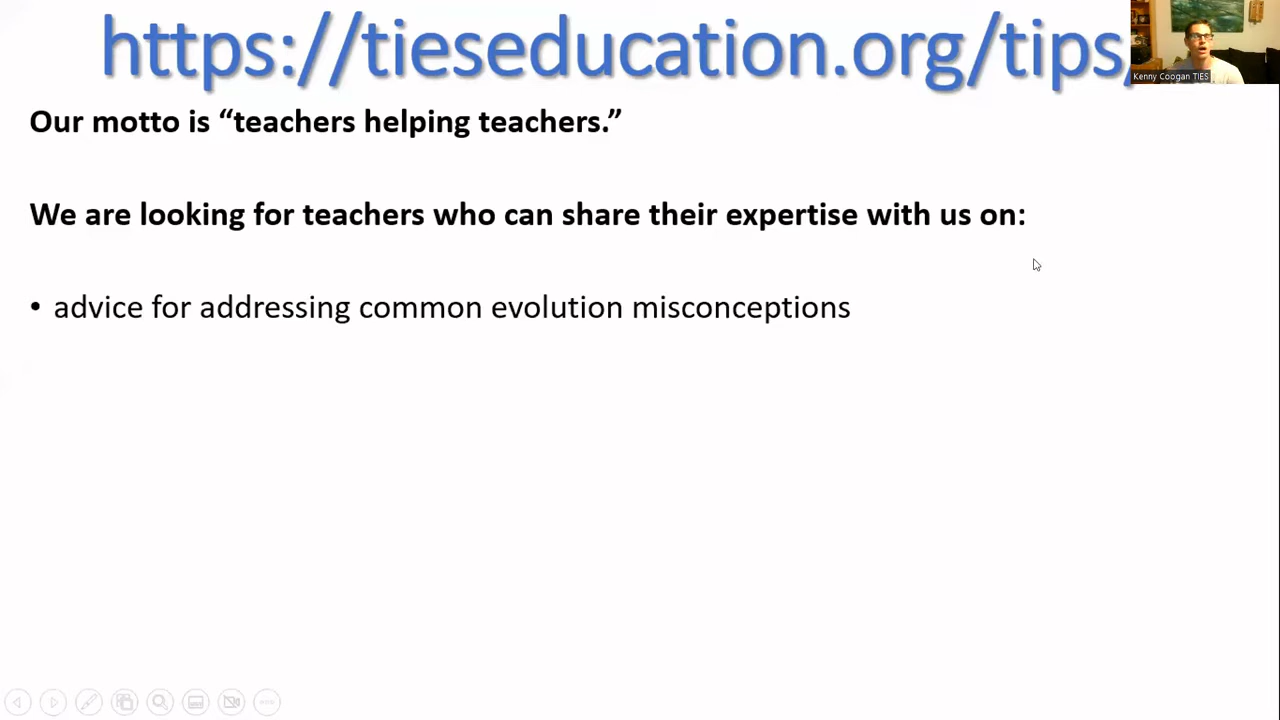 https://tieseducation.org/tips/
Kenny Coogan TIES
Our motto is “teachers helping teachers.”
We are looking for teachers who can share their expertise with us on:
• advice for addressing common evolution misconceptions